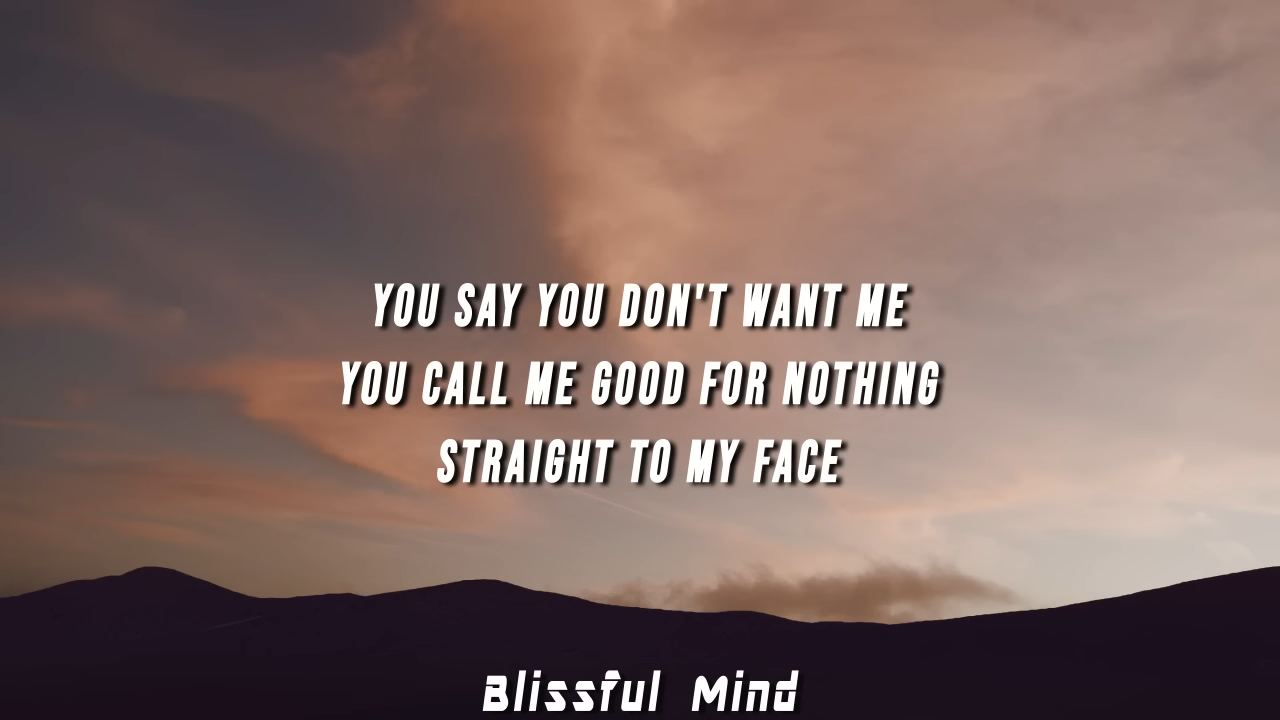 YOU SAY YOU DON'T WANT ME
YOU CALL ME GOOD FOR NOTHING
STRAIGHT TO MY FACE
Blissful Mind